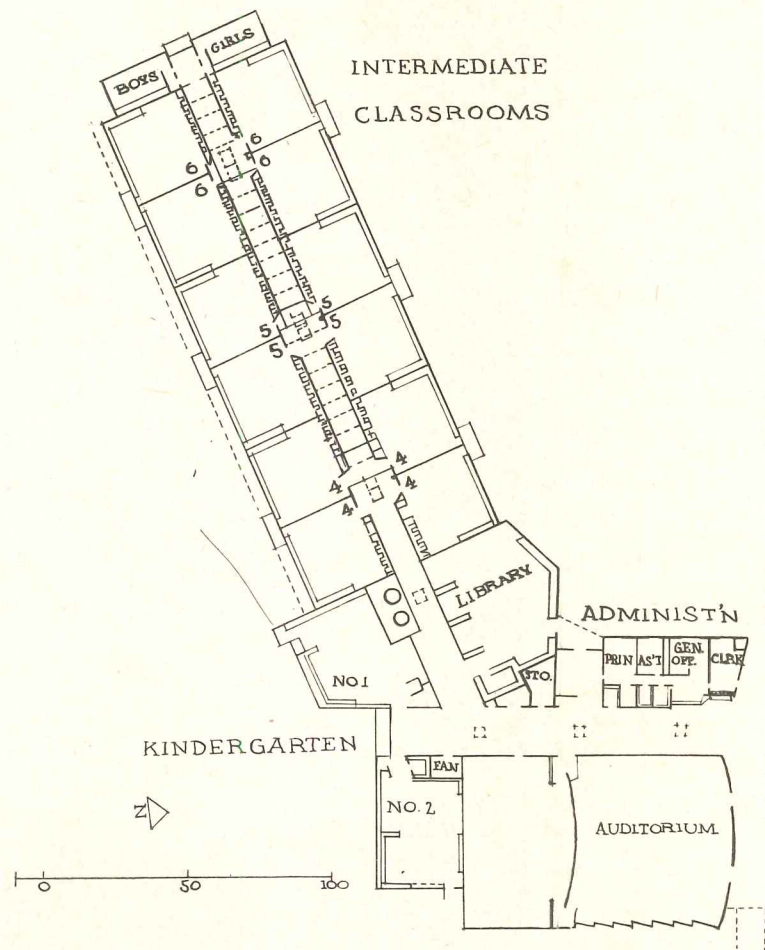 GIRLS
BOYS
INTERMEDIATE
CLASSROOMS
6
6
6
6
5
5
5
5
4
4
4
4
LIBRARY
ADMINIST'N
PRIN
AS'T
GEN.
OFF.
CLRK
STO.
NO.1
KINDERGARTEN
FAN
NO.2
N
AUDITORIUM
0
50
100